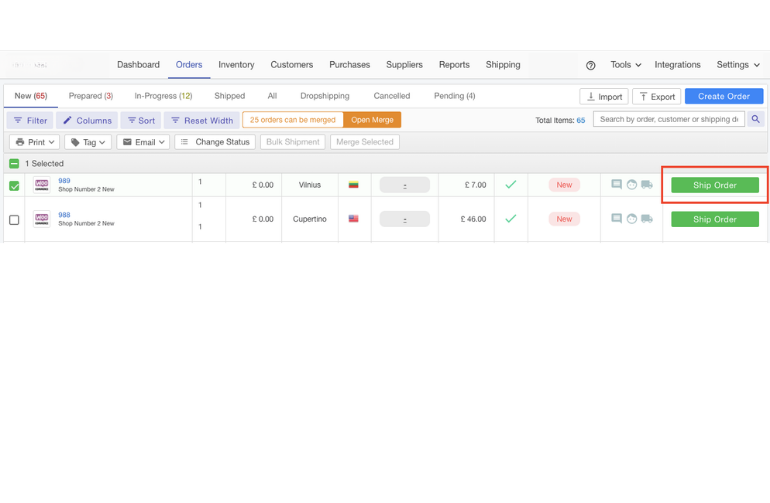 Dashboard Orders Inventory Customers Purchases Suppliers Reports Shipping Tools Integrations Settings
New (65) Prepared (3) In-Progress (12) Shipped All Dropshipping Cancelled Pending (4) Import Export Create Order
Filter Columns Sort Reset Width 25 orders can be merged Open Merge Total Items: 65 Search by order, customer or shipping d
Print Tag Email Change Status Bulk Shipment Merge Selected
1 Selected
989 1 £ 0.00 Vilnius - £ 7.00 New Ship Order
Shop Number 2 New
1
988 £ 0.00 Cupertino - £ 46.00 New Ship Order
Shop Number 2 New
1